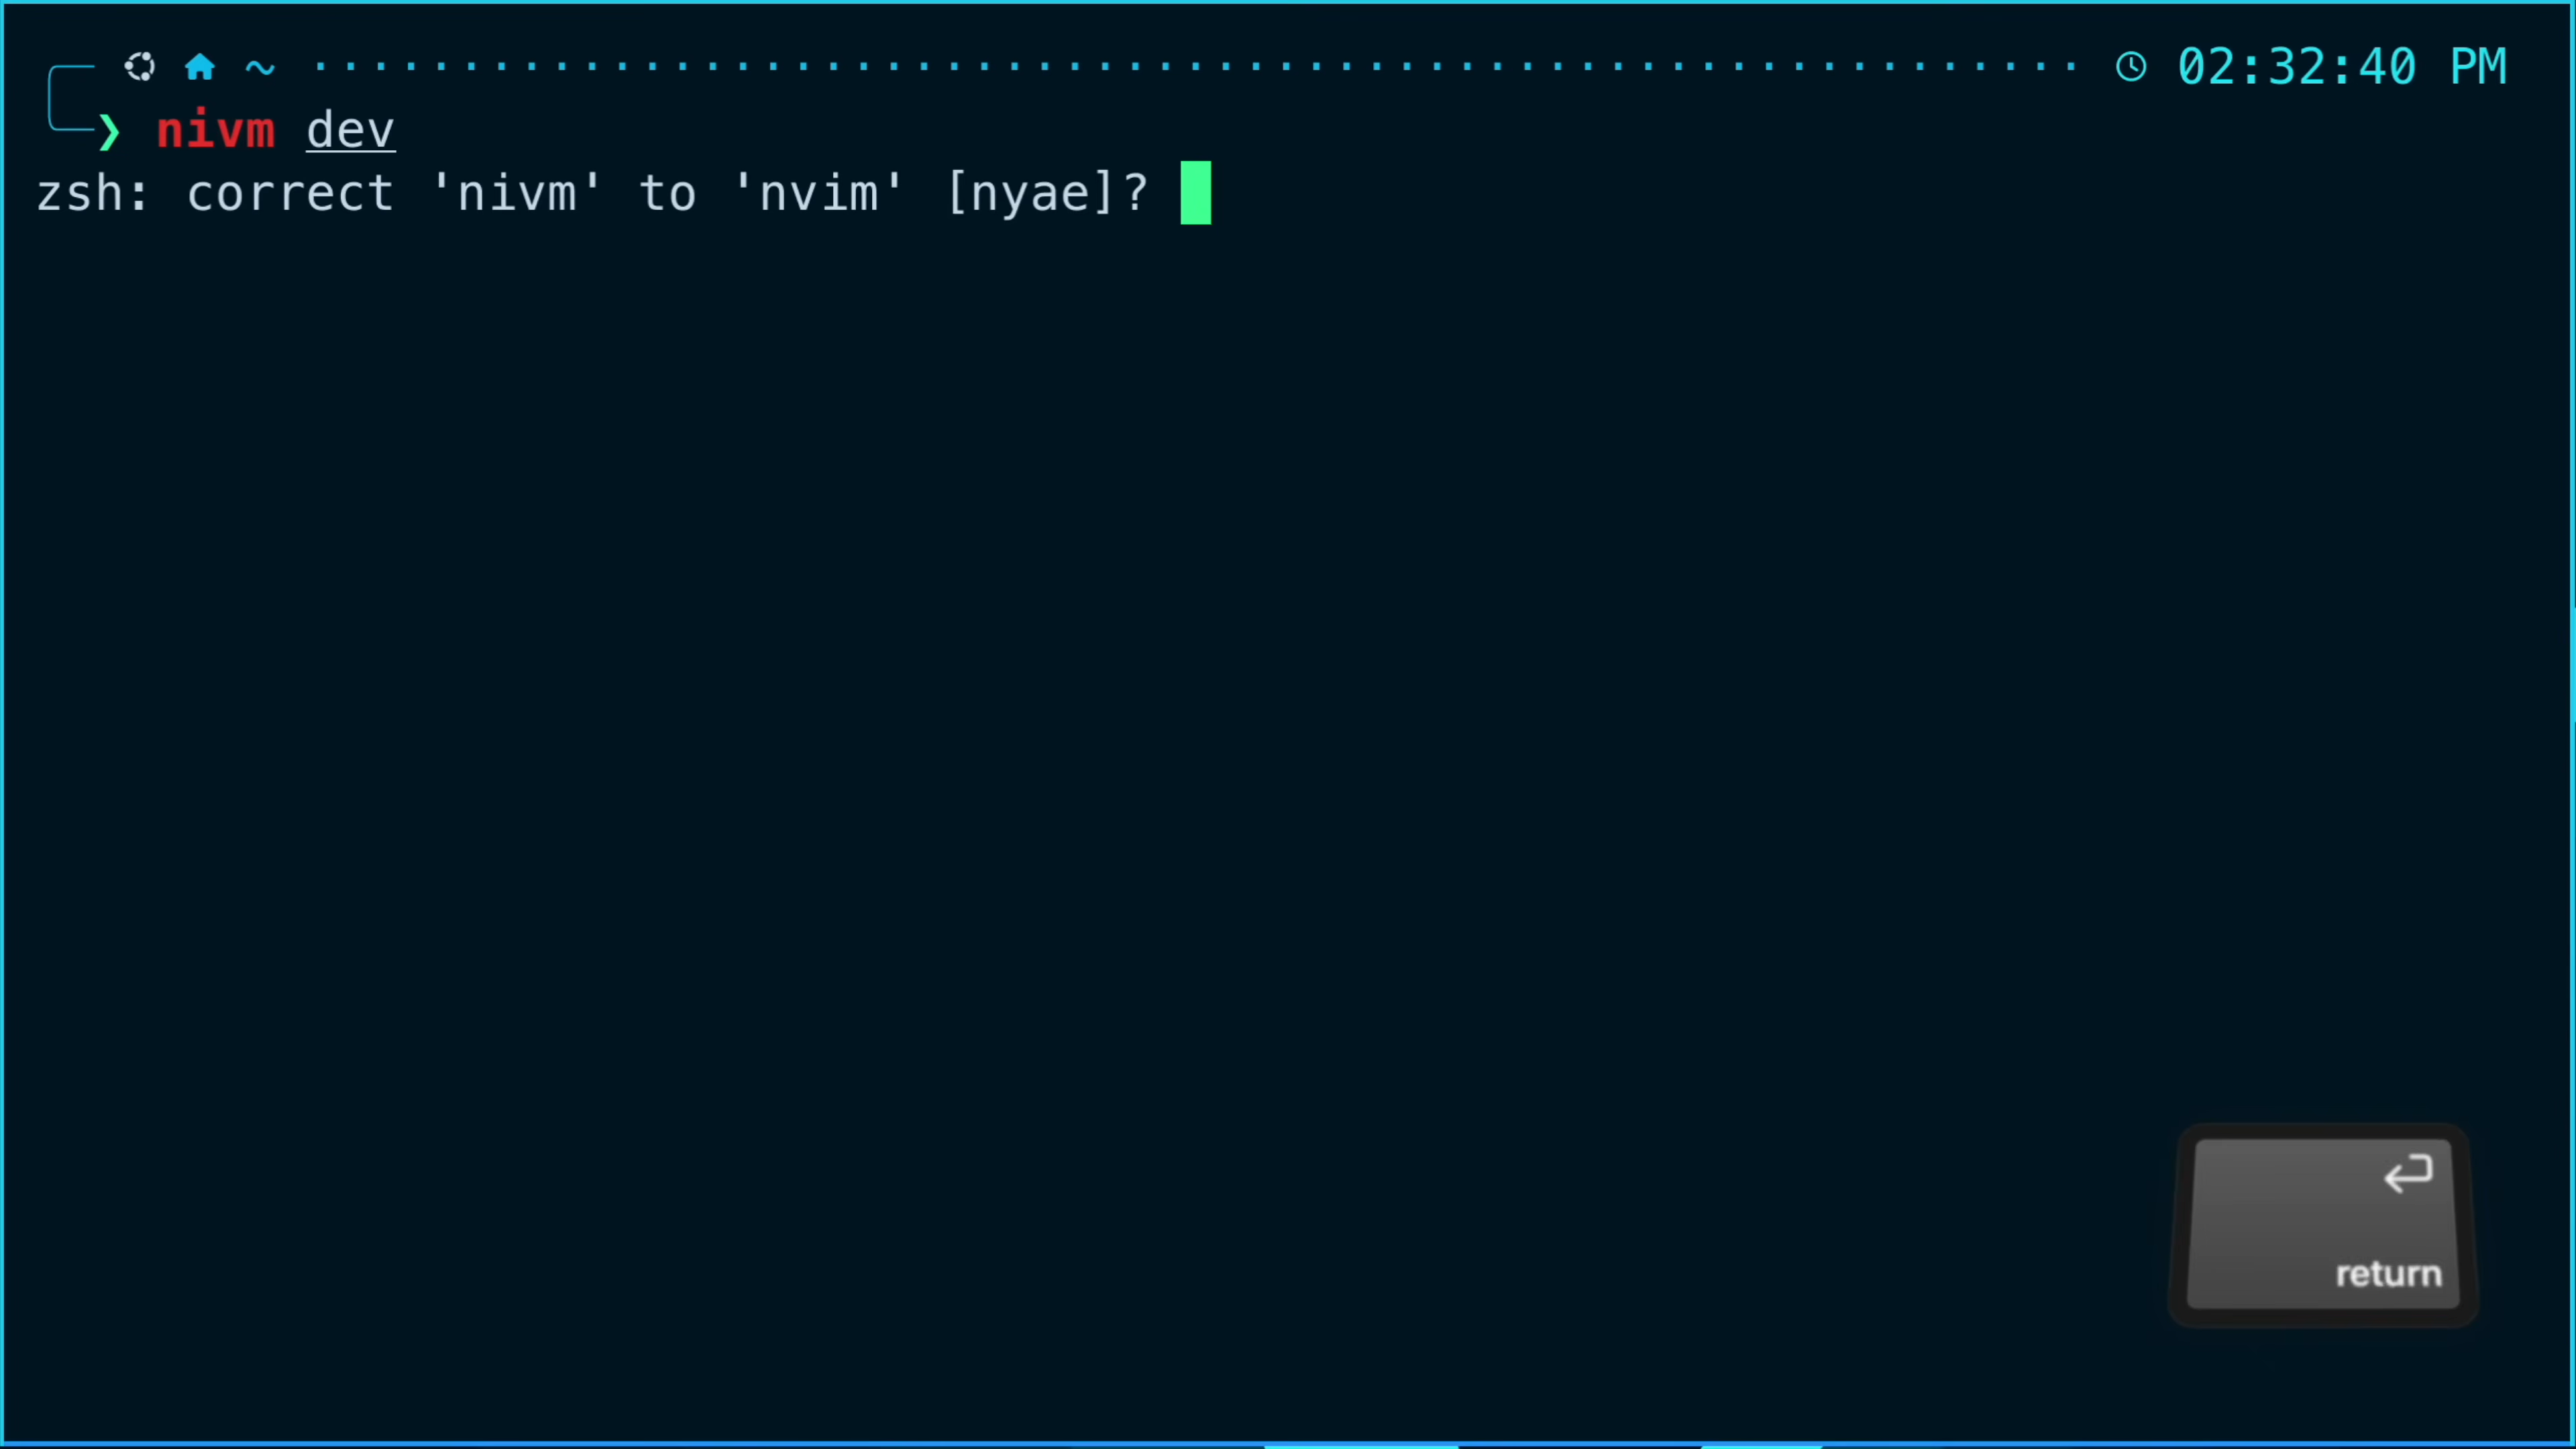 ~ 02:32:40 PM
❯ nivm dev
zsh: correct 'nivm' to 'nvim' [nyae]?
return